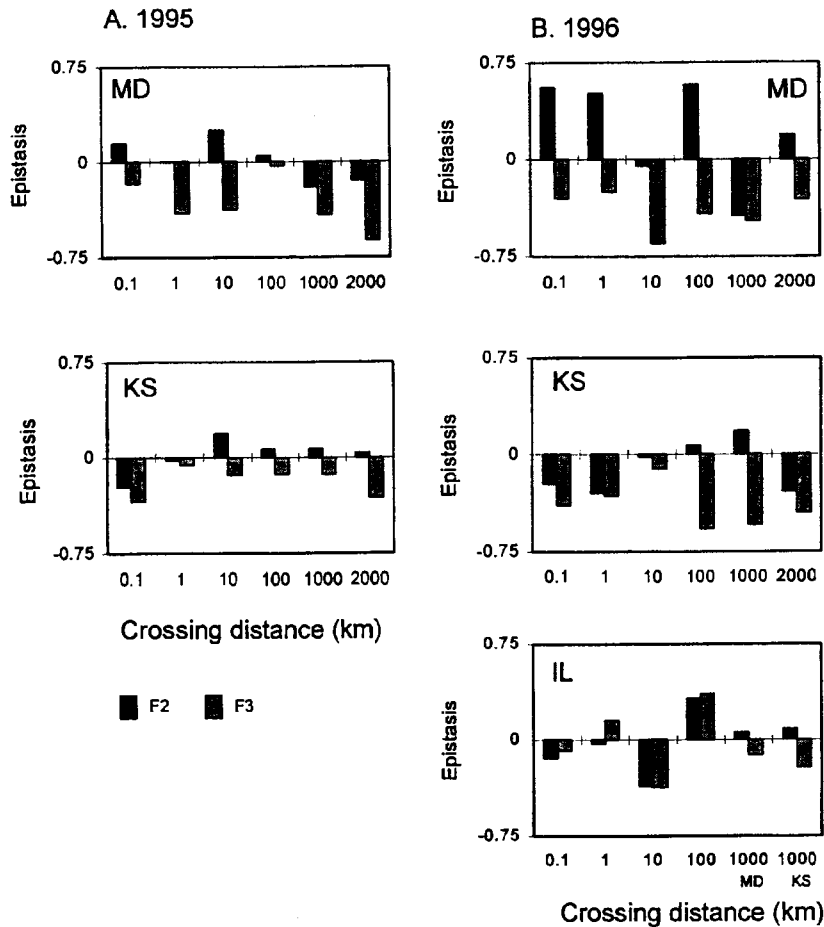 A. 1995
0.75
MD
Epistasis
0
-0.75
0.1 1 10 100 1000 2000
0.75
KS
Epistasis
0
-0.75
0.1 1 10 100 1000 2000
Crossing distance (km)
F2 F3
B. 1996
0.75
MD
Epistasis
0
-0.75
0.1 1 10 100 1000 2000
0.75
KS
Epistasis
0
-0.75
0.1 1 10 100 1000 2000
0.75
IL
Epistasis
0
-0.75
0.1 1 10 100 1000 1000
MD KS
Crossing distance (km)